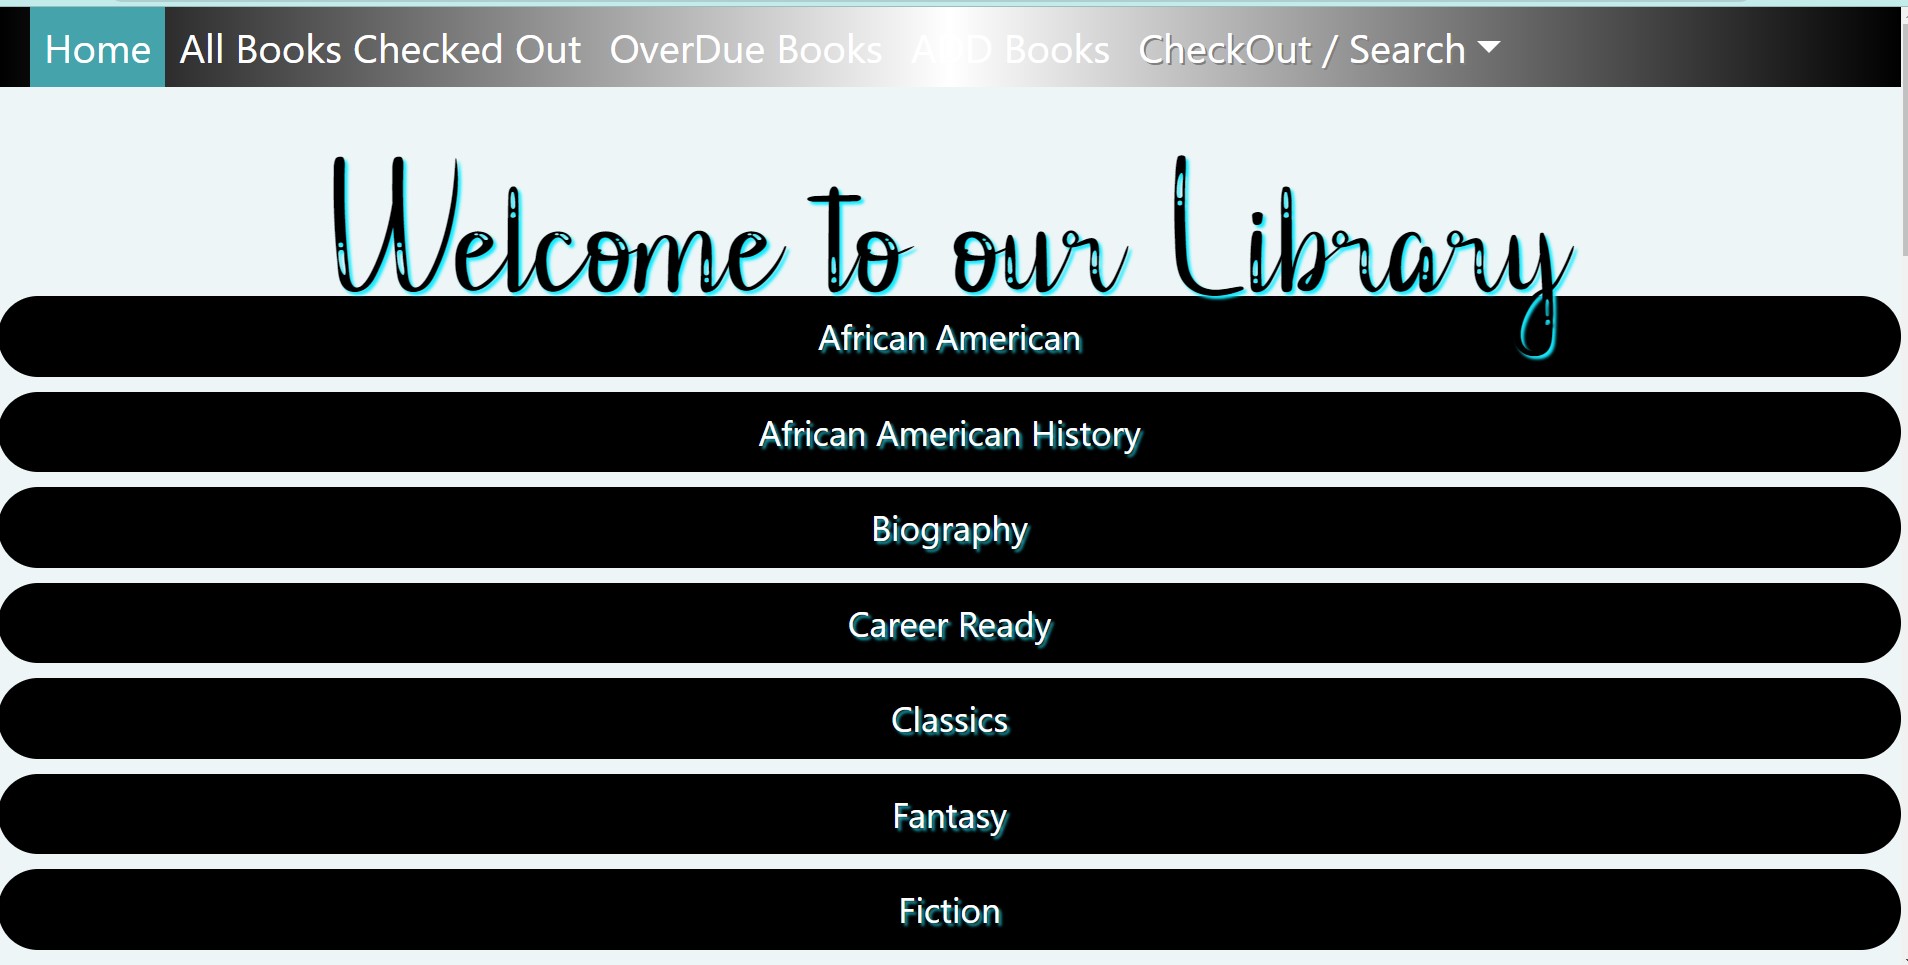 Home All Books Checked Out OverDue Books ADD Books CheckOut / Search
Welcome to our Library
African American
African American History
Biography
Career Ready
Classics
Fantasy
Fiction